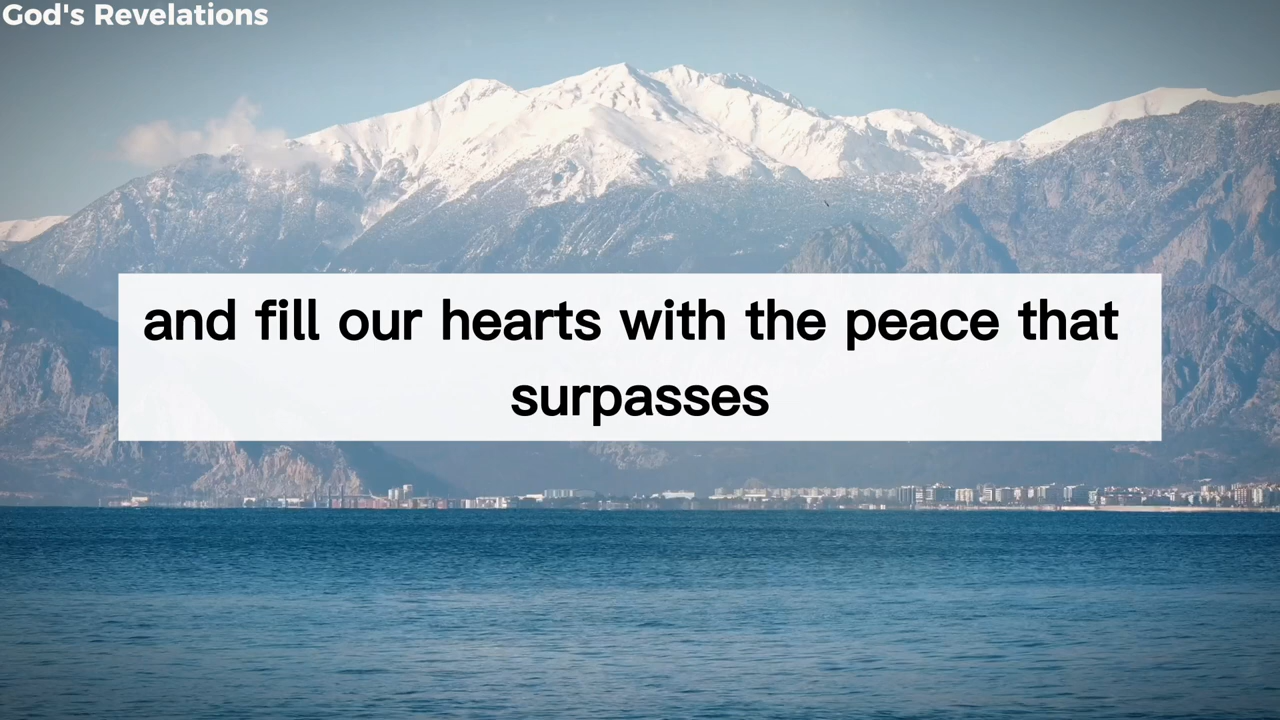 God's Revelations
and fill our hearts with the peace that
surpasses